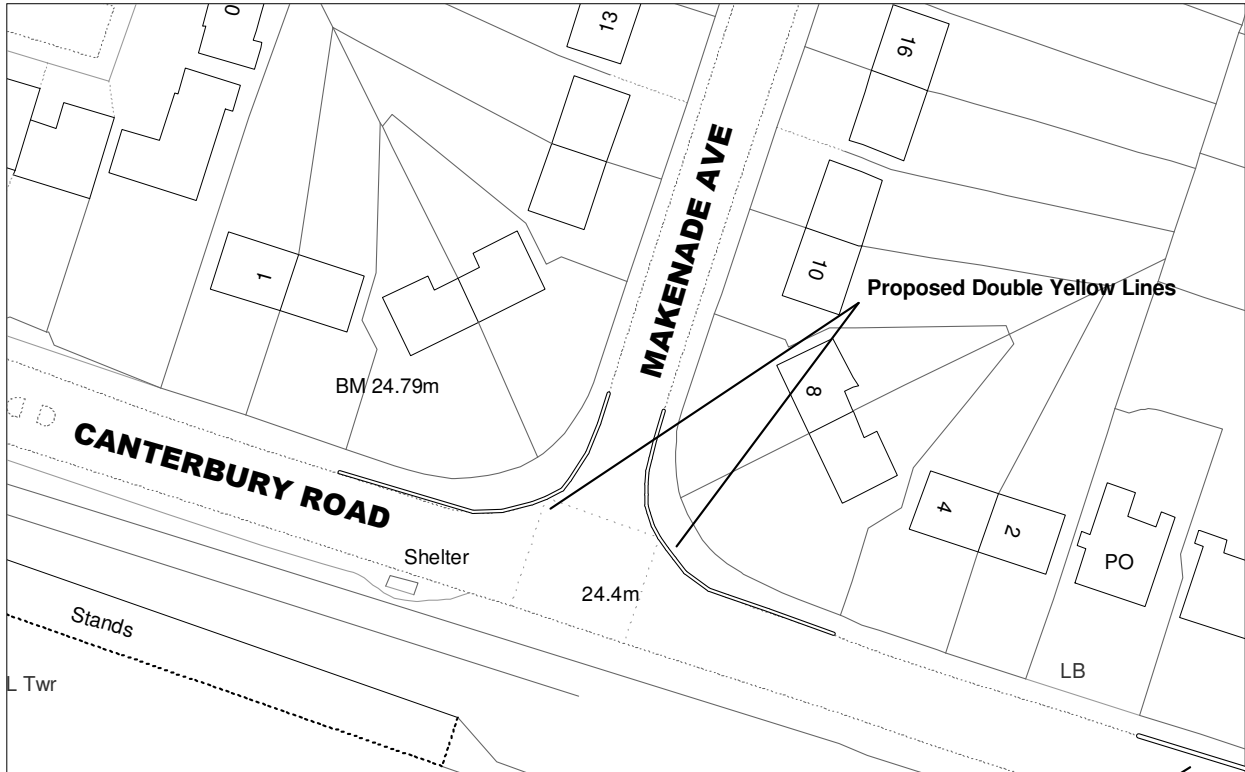 13
16
MAKENADE AVE
1
10
Proposed Double Yellow Lines
BM 24.79m
8
CANTERBURY ROAD
4
2
Shelter
PO
24.4m
Stands
LB
L Twr